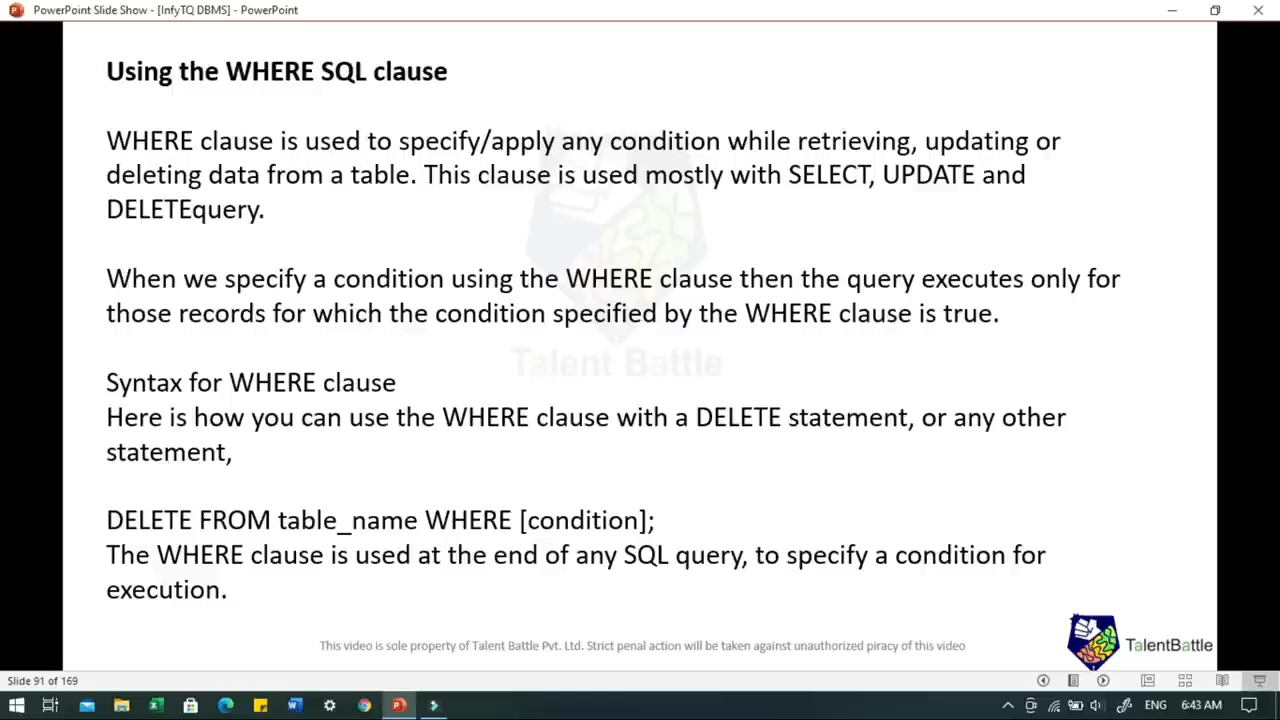 PowerPoint Slide Show - [InfyTQ DBMS] - PowerPoint
Using the WHERE SQL clause
WHERE clause is used to specify/apply any condition while retrieving, updating or
deleting data from a table. This clause is used mostly with SELECT, UPDATE and
DELETEquery.
When we specify a condition using the WHERE clause then the query executes only for
those records for which the condition specified by the WHERE clause is true.
Talent Battle
Syntax for WHERE clause
Here is how you can use the WHERE clause with a DELETE statement, or any other
statement,
DELETE FROM table_name WHERE [condition];
The WHERE clause is used at the end of any SQL query, to specify a condition for
execution.
This video is sole property of Talent Battle Pvt. Ltd. Strict penal action will be taken against unauthorized piracy of this video
TalentBattle
Slide 91 of 169
ENG
6:43 AM